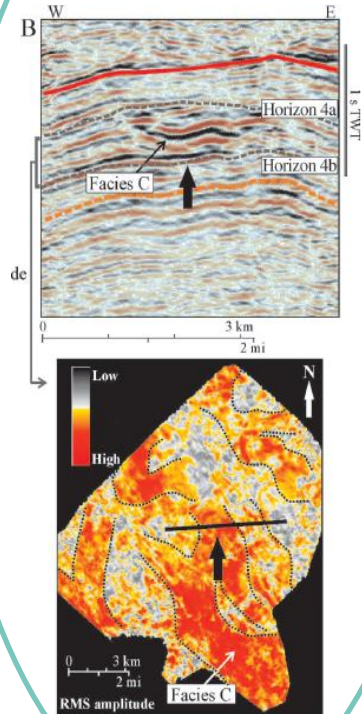 B
W E
1 s TWT
Horizon 4a
Horizon 4b
Facies C
de
0 3 km
2 mi
Low
High
N
0 3 km
2 mi
RMS amplitude
Facies C